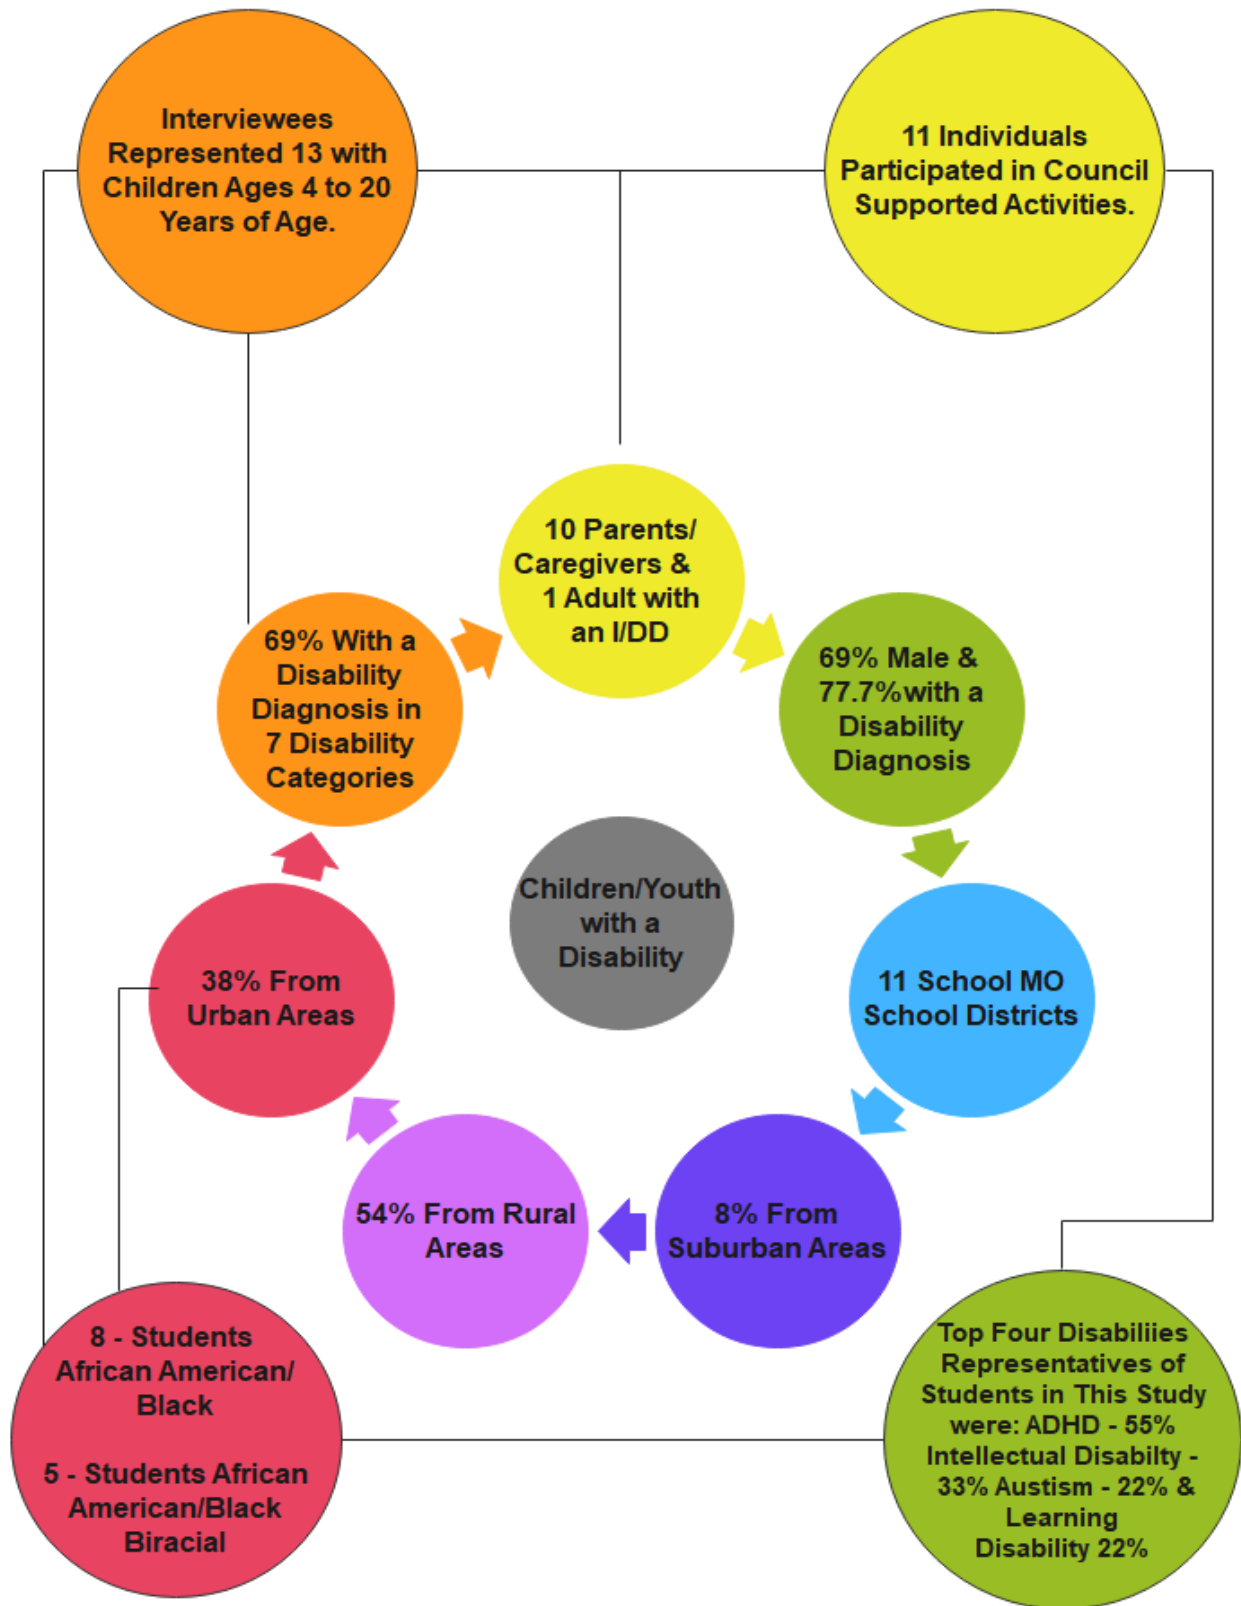 Interviewees
Represented 13 with
Children Ages 4 to 20
Years of Age.
11 Individuals
Participated in Council
Supported Activities.
10 Parents/
Caregivers &
1 Adult with
an I/DD
69% With a
Disability
Diagnosis in
7 Disability
Categories
69% Male &
77.7%with a
Disability
Diagnosis
Children/Youth
with a
Disability
38% From
Urban Areas
11 School MO
School Districts
54% From Rural
Areas
8% From
Suburban Areas
8 - Students
African American/
Black
5 - Students African
American/Black
Biracial
Top Four Disabiliies
Representatives of
Students in This Study
were: ADHD - 55%
Intellectual Disabilty -
33% Austism - 22% &
Learning
Disability 22%